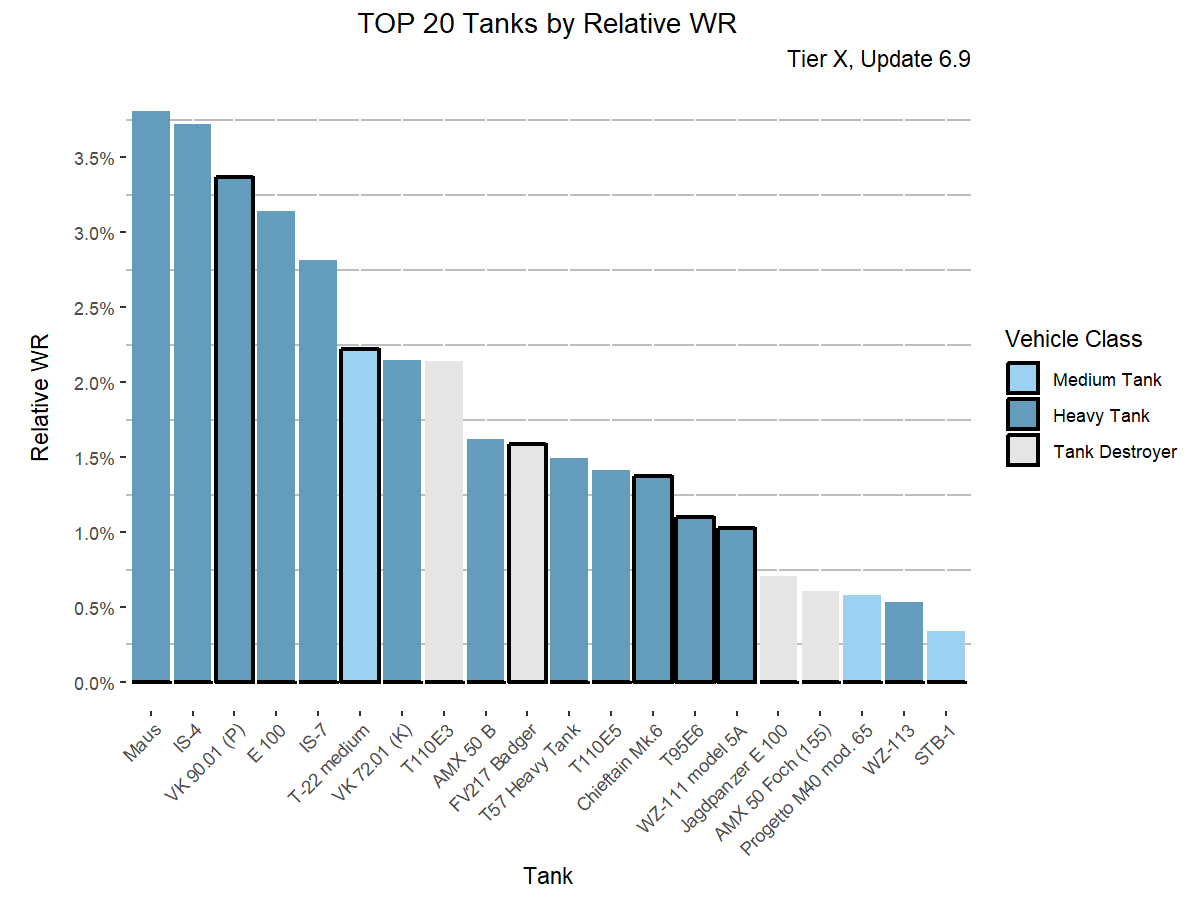 TOP 20 Tanks by Relative WR
Tier X, Update 6.9
Relative WR
3.5%
3.0%
2.5%
2.0%
1.5%
1.0%
0.5%
0.0%
Maus
IS-4
VK 90.01 (P)
E 100
IS-7
T-22 medium
VK 72.01 (K)
T110E3
AMX 50 B
FV217 Badger
T57 Heavy Tank
T110E5
Chieftain Mk.6
T95E6
WZ-111 model 5A
Jagdpanzer E 100
AMX 50 Foch (155)
Progetto M40 mod. 65
WZ-113
STB-1
Tank
Vehicle Class
Medium Tank
Heavy Tank
Tank Destroyer